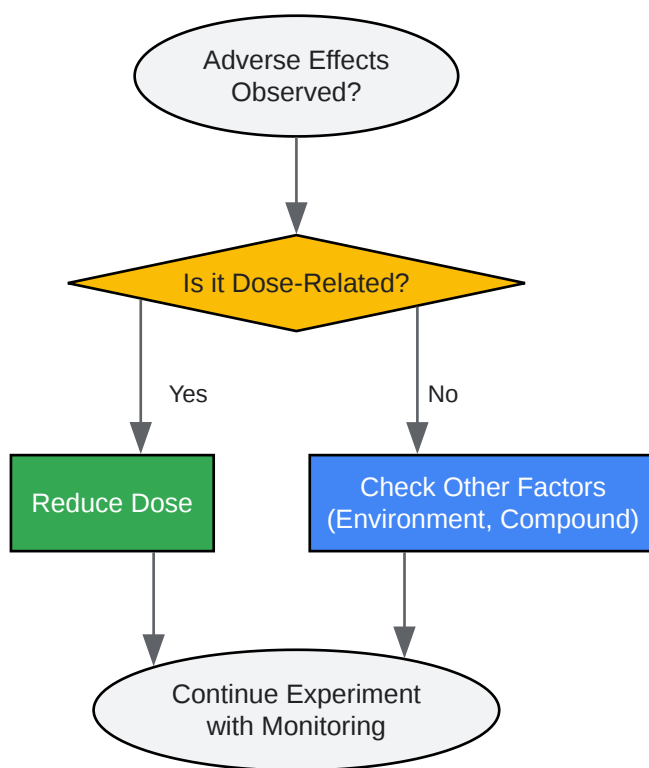 Adverse Effects
Observed?
Is it Dose-Related?
Yes
No
Reduce Dose
Check Other Factors
(Environment, Compound)
Continue Experiment
with Monitoring